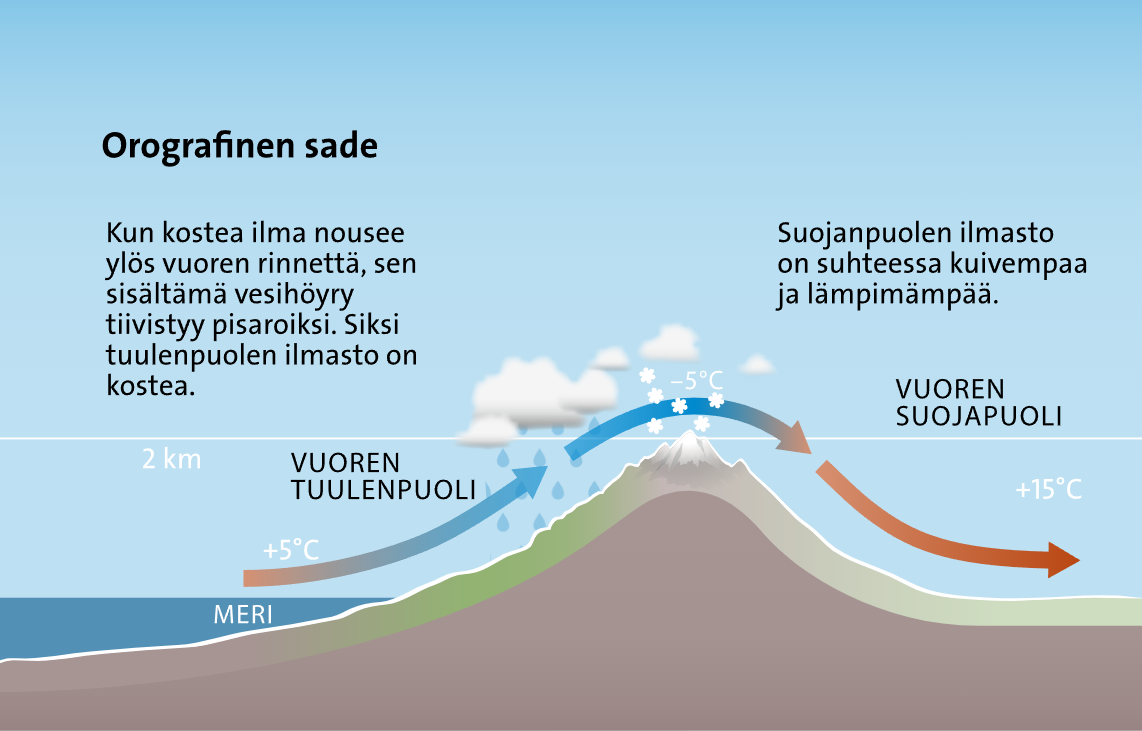 Orografinen sade
Kun kostea ilma nousee
ylös vuoren rinnettä, sen
sisältämä vesihöyry
tiivistyy pisaroiksi. Siksi
tuulenpuolen ilmasto on
kostea.
Suojanpuolen ilmasto
on suhteessa kuivempaa
ja lämpimämpää.
–5°C
VUOREN
SUOJAPUOLI
2 km
VUOREN
TUULENPUOLI
+15°C
+5°C
MERI